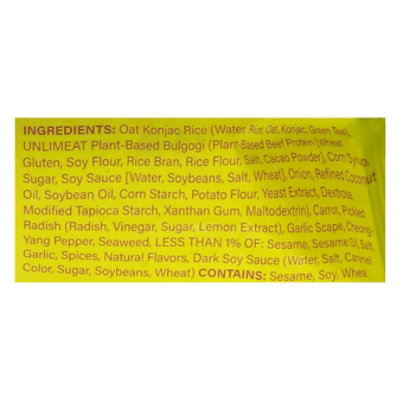 INGREDIENTS: Oat Konjac Rice (Water, Rice, Oat, Konjac, Green Tea),
UNLIMEAT Plant-Based Bulgogi (Plant-Based Beef Protein [Wheat
Gluten, Soy Flour, Rice Bran, Rice Flour, Salt, Cacao Powder], Corn Syrup,
Sugar, Soy Sauce [Water, Soybeans, Salt, Wheat], Onion, Refined Coconut
Oil, Soybean Oil, Corn Starch, Potato Flour, Yeast Extract, Dextrose,
Modified Tapioca Starch, Xanthan Gum, Maltodextrin), Carrot, Pickled
Radish (Radish, Vinegar, Sugar, Lemon Extract), Garlic Scape, Cheong-
Yang Pepper, Seaweed, LESS THAN 1% OF: Sesame, Sesame Oil, Salt,
Garlic, Spices, Natural Flavors, Dark Soy Sauce (Water, Salt, Caramel
Color, Sugar, Soybeans, Wheat) CONTAINS: Sesame, Soy, Wheat